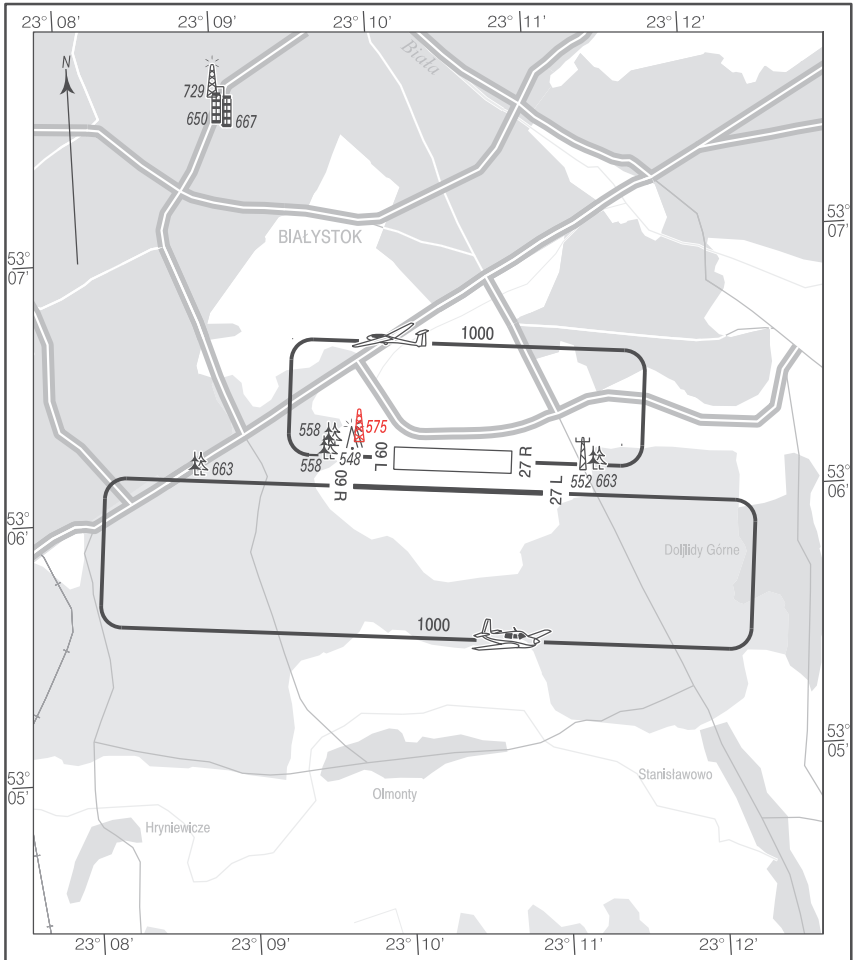 23° 08' 23° 09' 23° 10' 23° 11' 23° 12'
N
Biała
729
650 667
53° 07'
BIAŁYSTOK
53° 07'
1000
558 575
558 548
09 L
27 R
663
552 663
53° 06'
09 R
27 L
53° 06'
Dojlidy Górne
1000
53° 05'
Stanisławowo
53° 05'
Olmonty
Hryniewicze
23° 08' 23° 09' 23° 10' 23° 11' 23° 12'